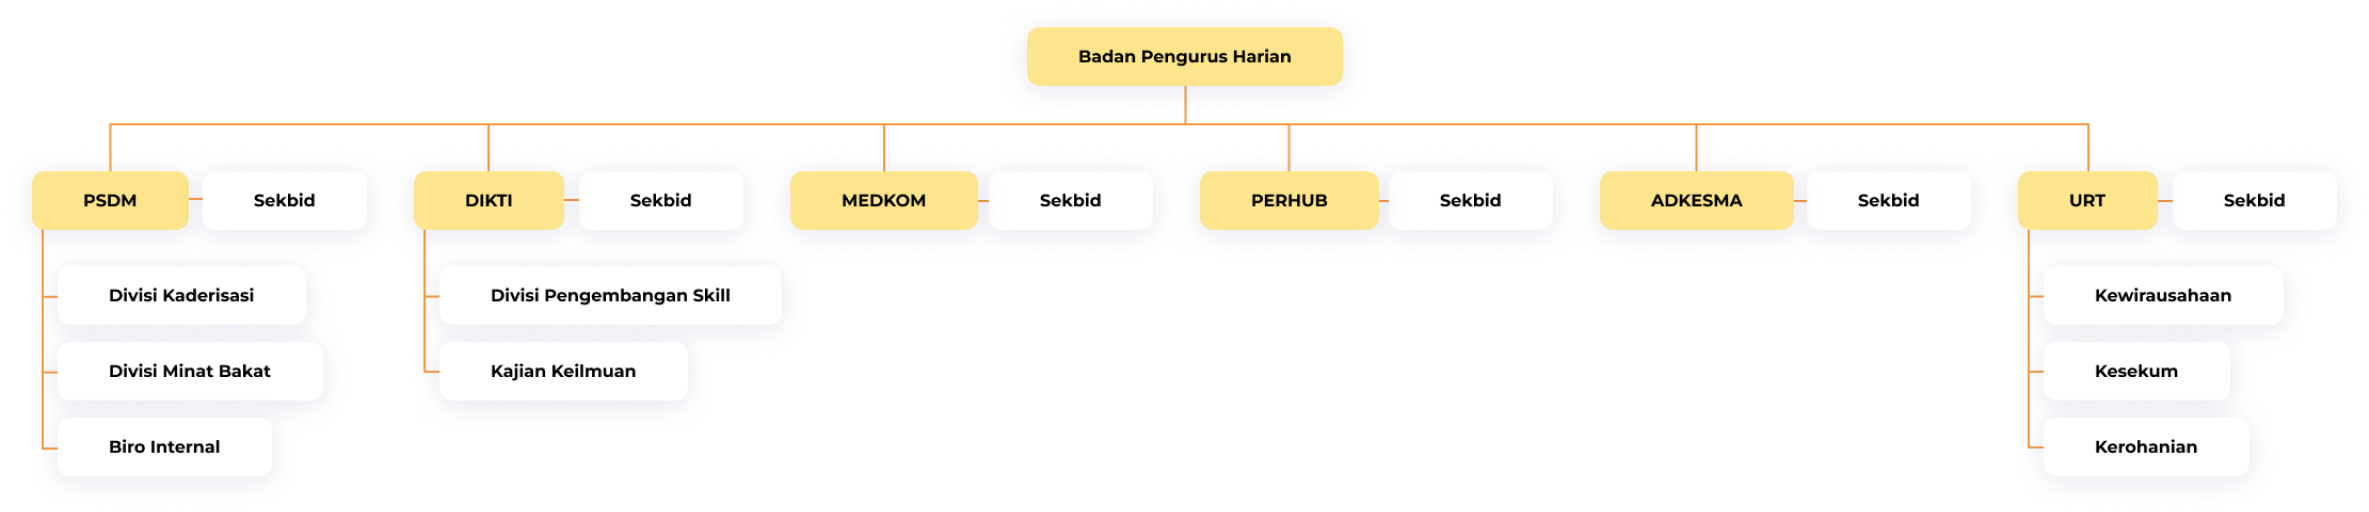 Badan Pengurus Harian
PSDM
Sekbid
DIKTI
Sekbid
MEDKOM
Sekbid
PERHUB
Sekbid
ADKESMA
Sekbid
URT
Sekbid
Divisi Kaderisasi
Divisi Minat Bakat
Biro Internal
Divisi Pengembangan Skill
Kajian Keilmuan
Kewirausahaan
Kesekum
Kerohanian